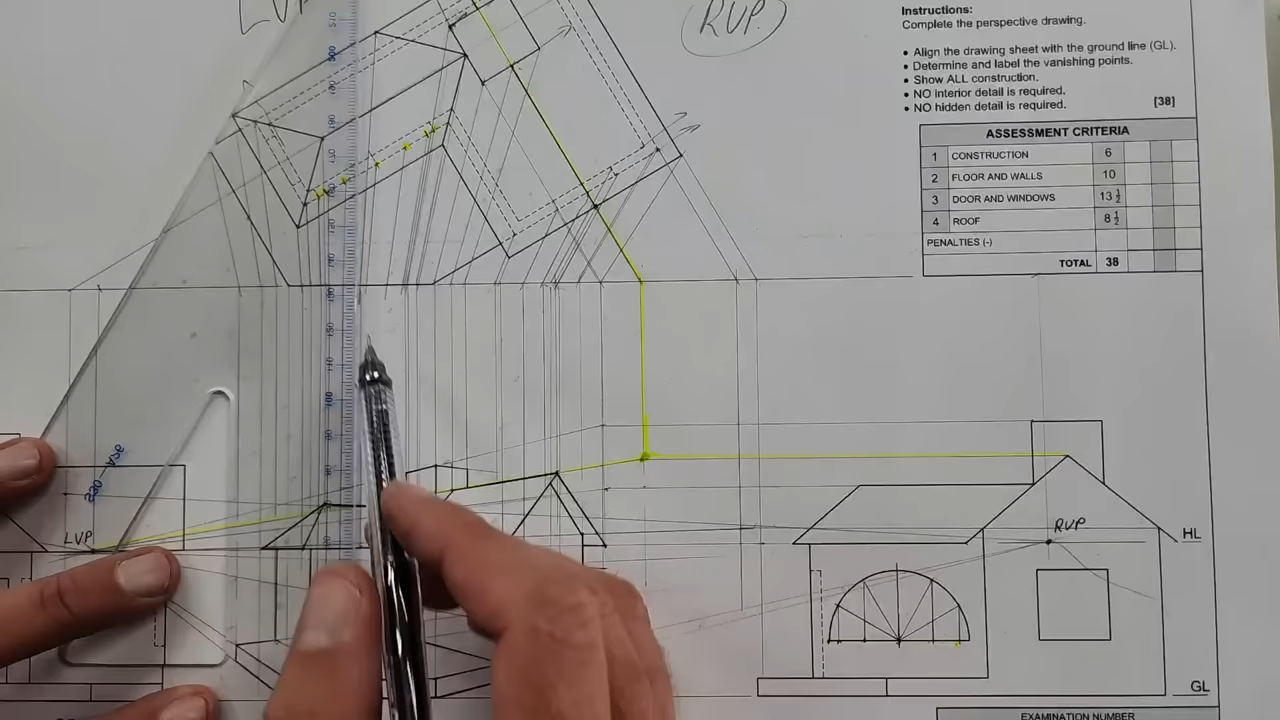 LVP
RVP.
Instructions:
Complete the perspective drawing.
• Align the drawing sheet with the ground line (GL).
• Determine and label the vanishing points.
• Show ALL construction.
• NO interior detail is required.
• NO hidden detail is required.
[38]
ASSESSMENT CRITERIA
1 CONSTRUCTION 6
2 FLOOR AND WALLS 10
3 DOOR AND WINDOWS 13 ½
4 ROOF 8 ½
PENALTIES (-)
TOTAL 38
LVP
RVP
HL
GL
EXAMINATION NUMBER